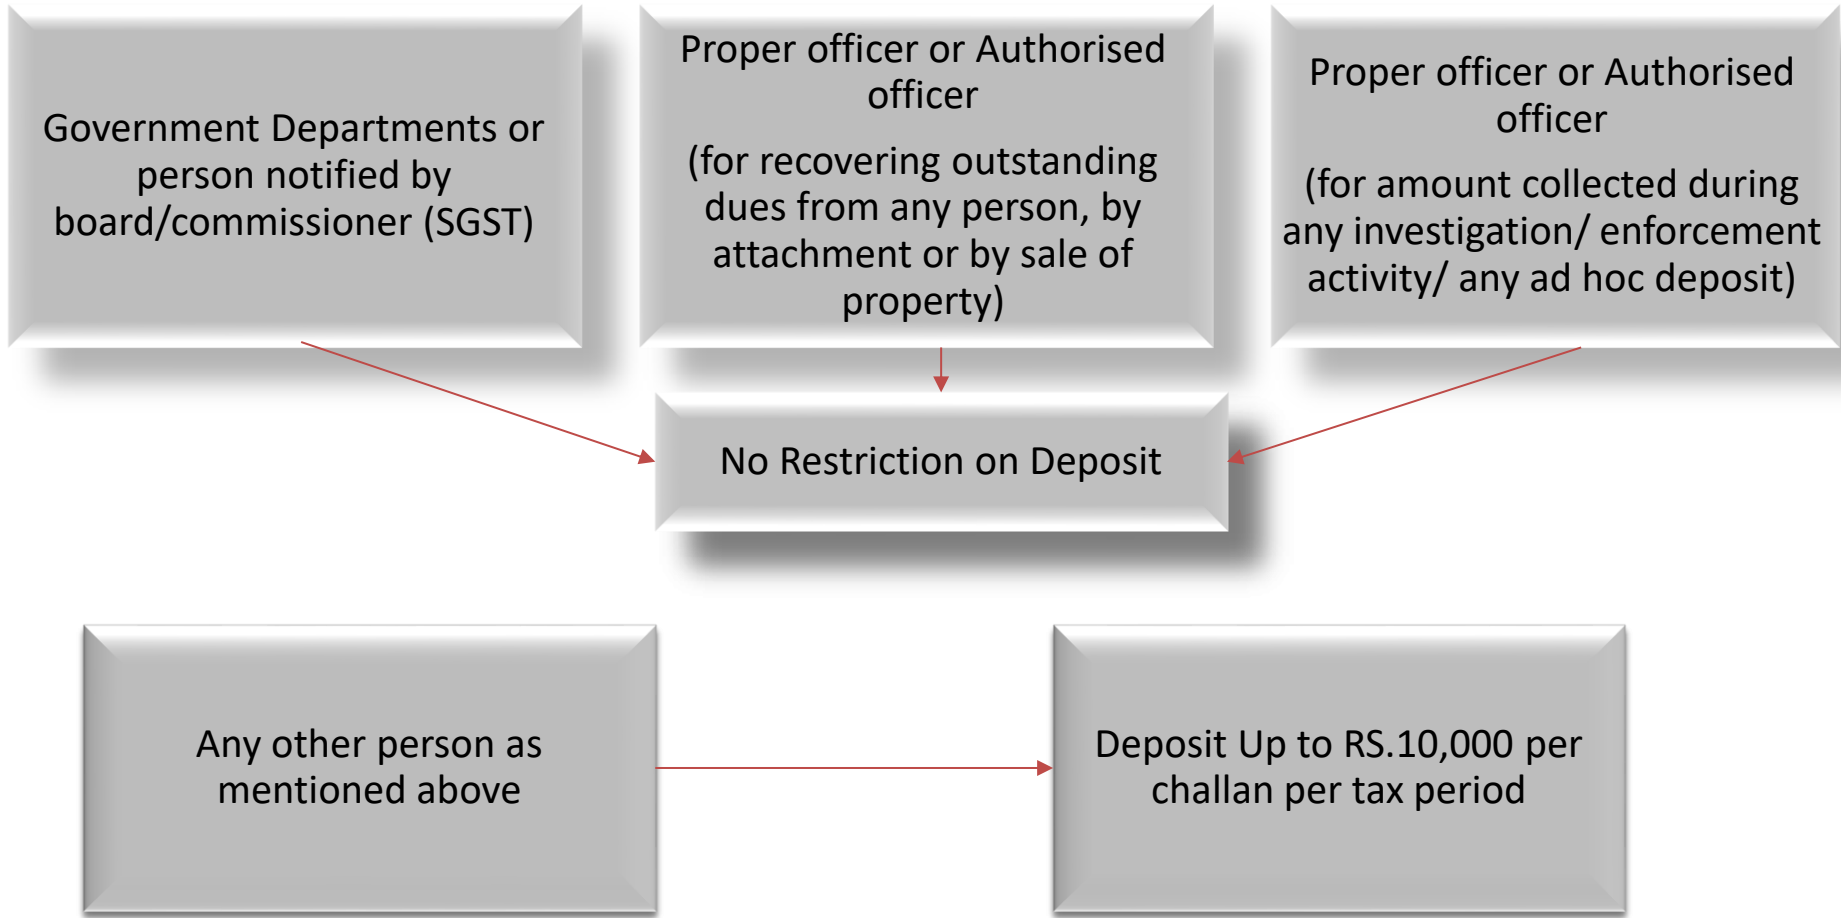 Government Departments or
person notified by
board/commissioner (SGST)
Proper officer or Authorised
officer
(for recovering outstanding
dues from any person, by
attachment or by sale of
property)
Proper officer or Authorised
officer
(for amount collected during
any investigation/ enforcement
activity/ any ad hoc deposit)
No Restriction on Deposit
Any other person as
mentioned above
Deposit Up to RS.10,000 per
challan per tax period